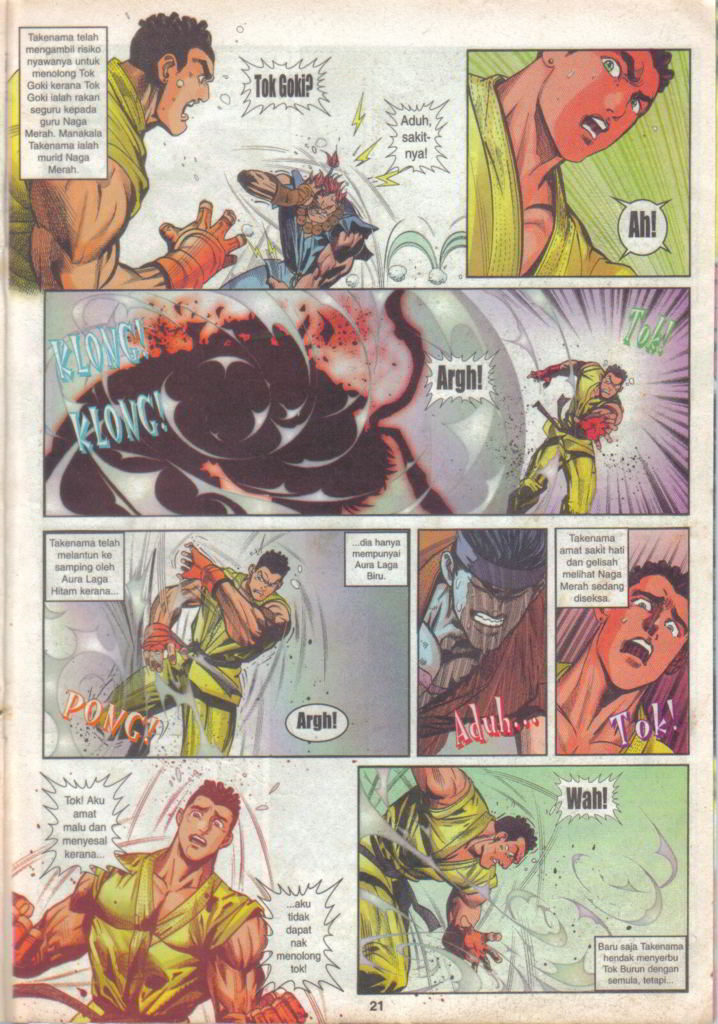 Takenama telah
mengambil risiko
nyawanya untuk
menolong Tok
Goki kerana Tok
Goki ialah rakan
seguru kepada
guru Naga
Merah. Manakala
Takenama ialah
murid Naga
Merah.
Tok Goki?
Aduh,
sakit-
nya!
Ah!
KLONG!
KLONG!
Argh!
Tok!
Takenama telah
melantun ke
samping oleh
Aura Laga
Hitam kerana...
...dia hanya
mempunyai
Aura Laga
Biru.
PONG!
Argh!
Aduh...
Takenama
amat sakit hati
dan gelisah
melihat Naga
Merah sedang
diseksa.
Tok!
Tok! Aku
amat
malu dan
menyesal
kerana...
...aku
tidak
dapat
nak
menolong
tok!
Wah!
Baru saja Takenama
hendak menyerbu
Tok Burun dengan
semula, tetapi...
21